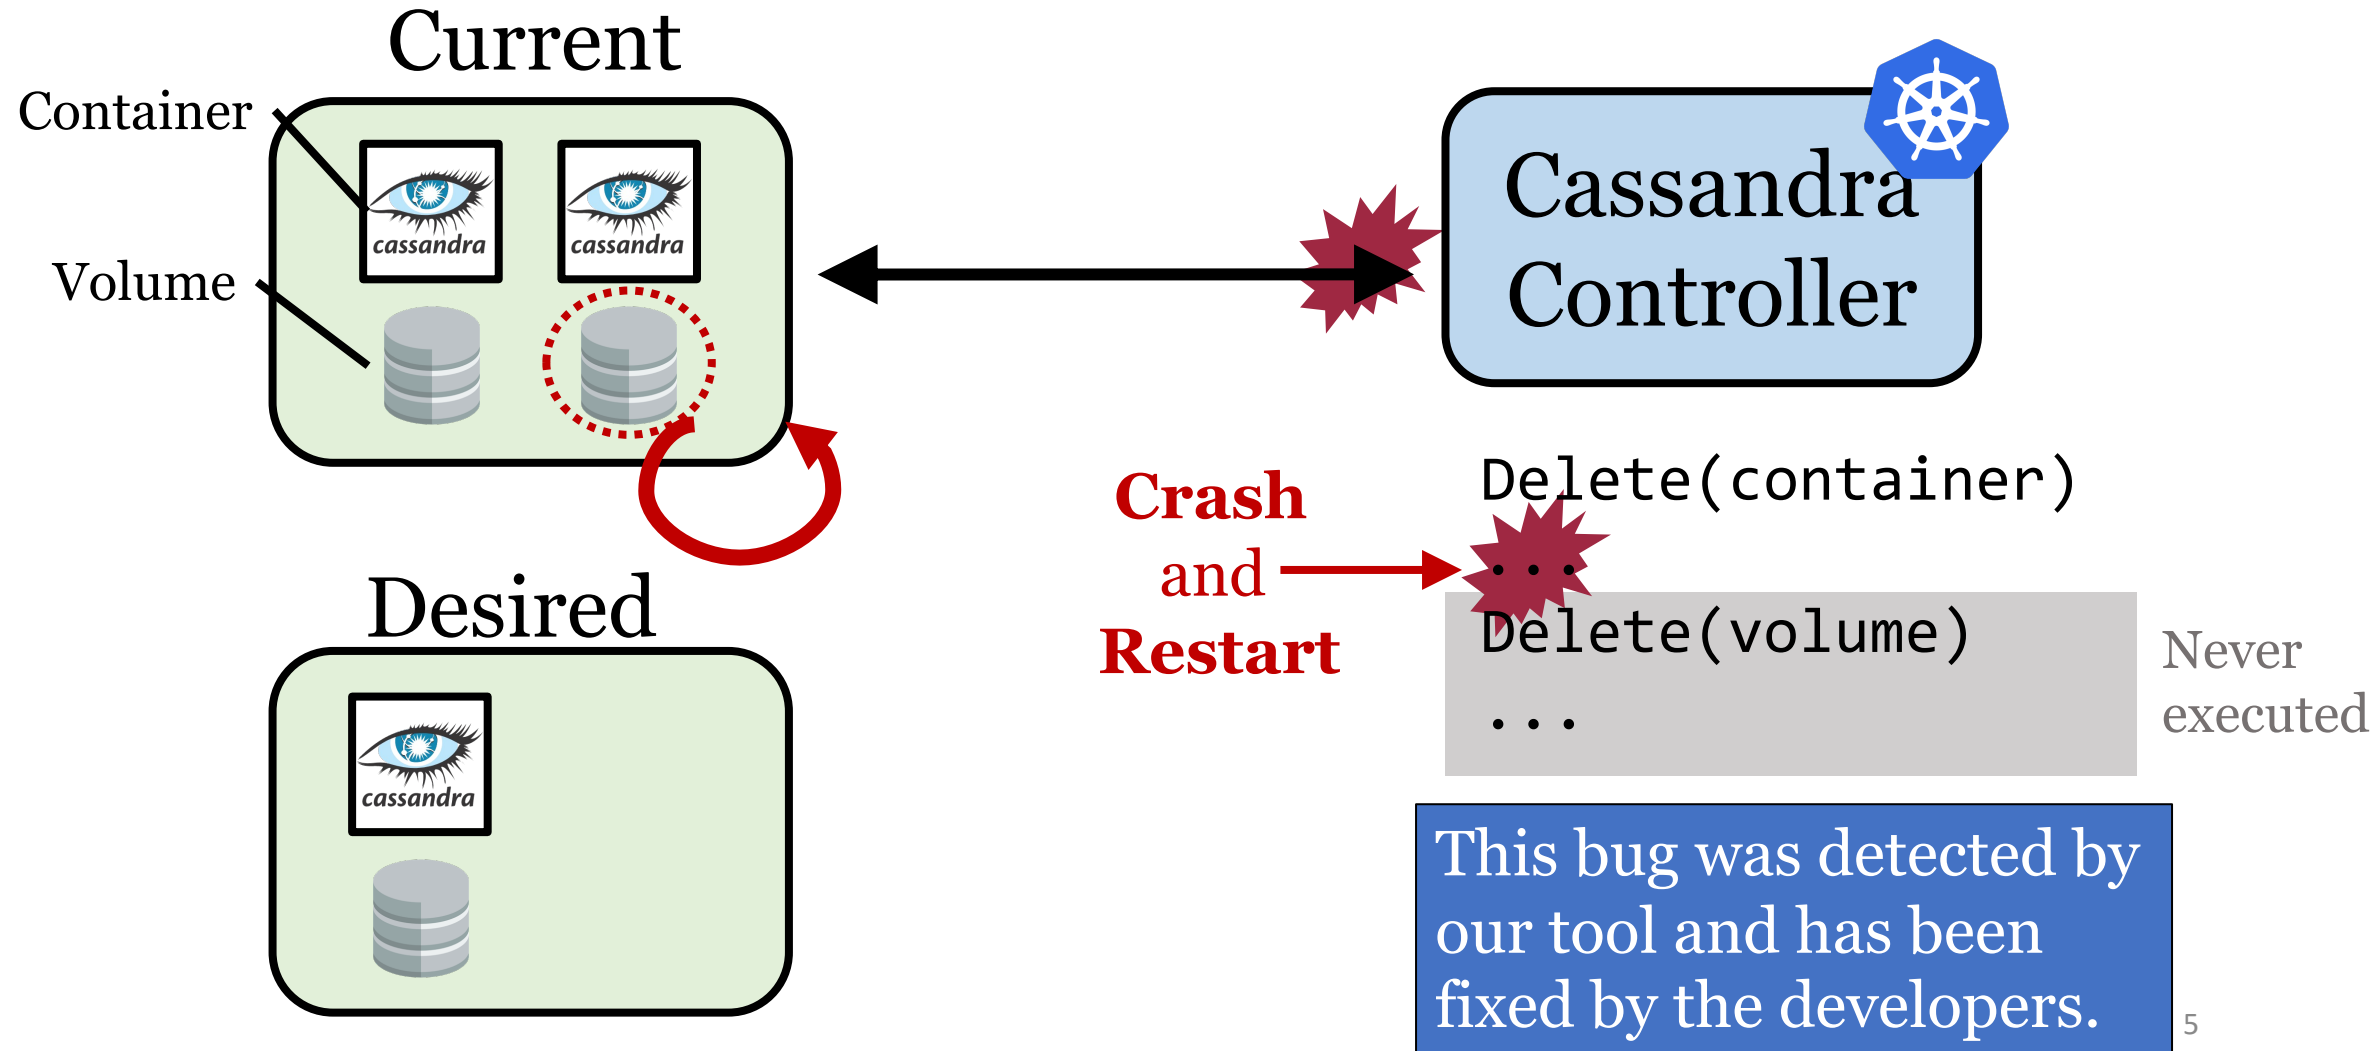 Current
Container
cassandra
cassandra
Volume
Desired
cassandra
Cassandra
Controller
Crash
and
Restart
Delete(container)
...
Delete(volume)
...
Never
executed
This bug was detected by
our tool and has been
fixed by the developers.
5